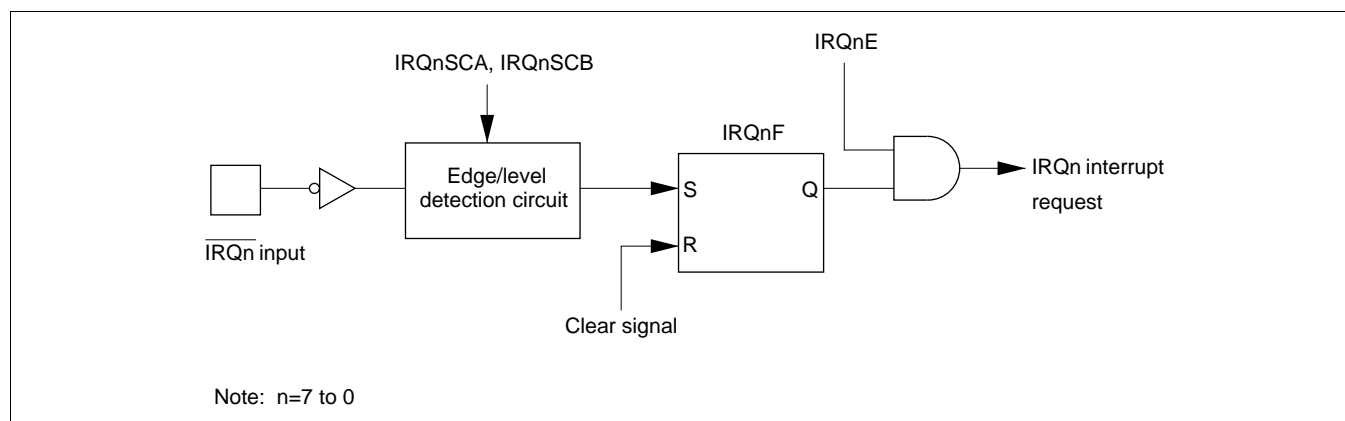 IRQnE
IRQnSCA, IRQnSCB
IRQnF
Edge/level
detection circuit
S
Q
R
IRQn interrupt
request
IRQn input
Clear signal
Note: n=7 to 0